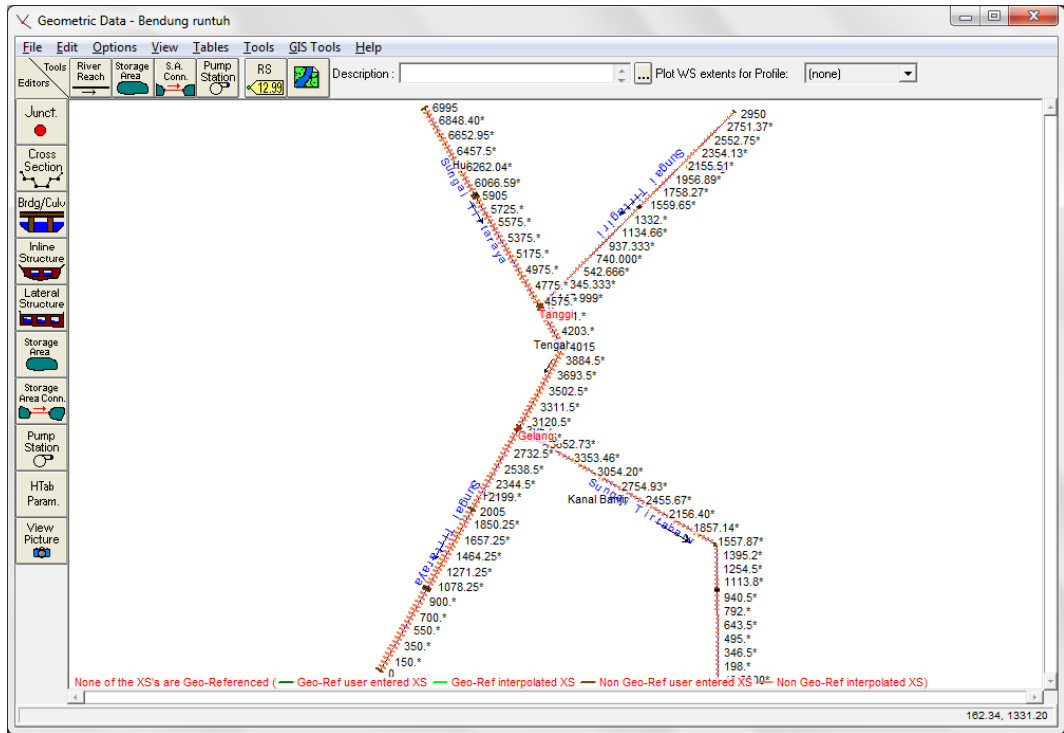 Geometric Data - Bendung runtuh
File Edit Options View Tables Tools GIS Tools Help
Tools
Editors
River
Reach
Storage
Area
S.A.
Conn.
Pump
Station
RS
12.99
Description :
...
Plot WS extents for Profile:
(none)
Junct.
Cross
Section
Brdg/Culv
Inline
Structure
Lateral
Structure
Storage
Area
Storage
Area Conn.
Pump
Station
HTab
Param.
View
Picture
6995
6848.40*
6652.95*
6457.5*
6262.04*
6066.59*
5905
5725.*
5575.*
5375.*
5175.*
4975.*
4775.*
4575.*
Sungai Tirtaraya
2950
2751.37*
2552.75*
2354.13*
2155.51*
1956.89*
1758.27*
1559.65*
1332.*
1134.66*
937.333*
740.000*
542.666*
345.333*
Sungai Tirtagiri
Tanggi
4203.*
Tengah
4015
3884.5*
3693.5*
3502.5*
3311.5*
3120.5*
Gelang
2732.5*
2538.5*
2344.5*
2199.*
2005
1850.25*
1657.25*
1464.25*
1271.25*
1078.25*
900.*
700.*
550.*
350.*
150.*
0
Sungai Tirtaraya
3353.46*
3054.20*
2754.93*
2455.67*
2156.40*
1857.14*
1557.87*
1395.2*
1254.5*
1113.8*
940.5*
792.*
643.5*
495.*
346.5*
198.*
Kanal Banjir
None of the XS's are Geo-Referenced ( Geo-Ref user entered XS Geo-Ref interpolated XS Non Geo-Ref user entered XS Non Geo-Ref interpolated XS)
162.34, 1331.20